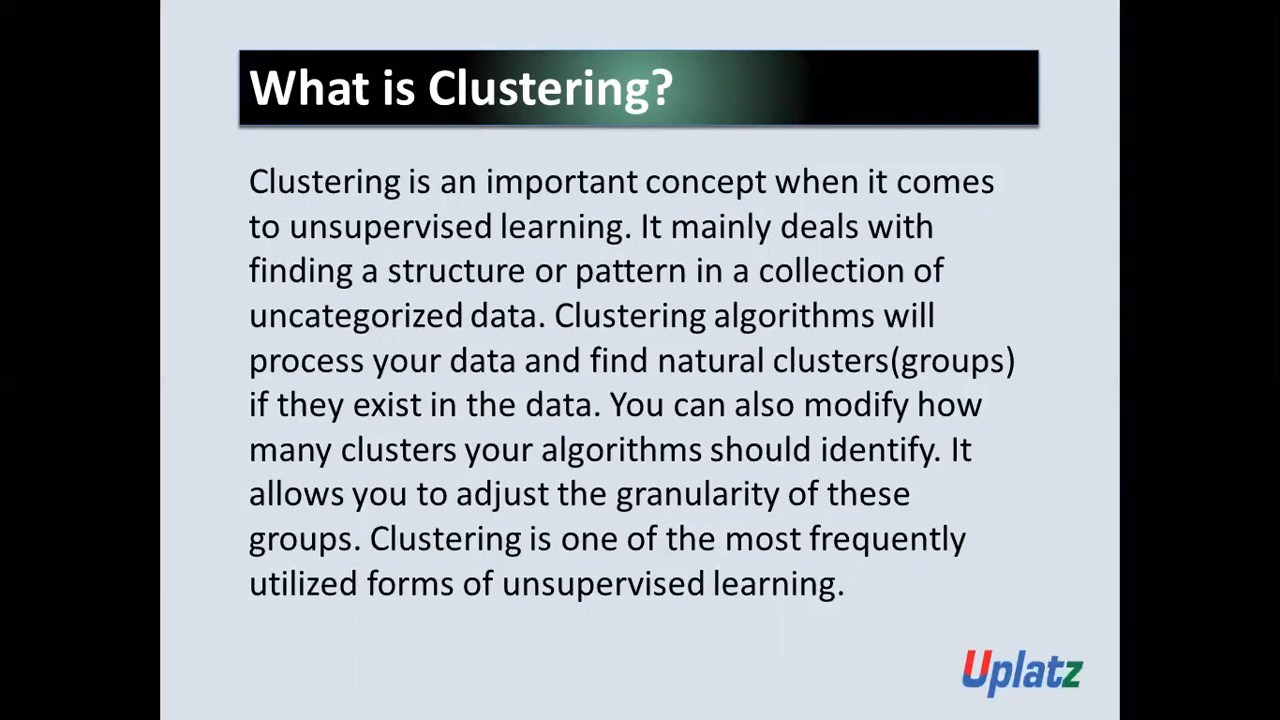 What is Clustering?
Clustering is an important concept when it comes
to unsupervised learning. It mainly deals with
finding a structure or pattern in a collection of
uncategorized data. Clustering algorithms will
process your data and find natural clusters(groups)
if they exist in the data. You can also modify how
many clusters your algorithms should identify. It
allows you to adjust the granularity of these
groups. Clustering is one of the most frequently
utilized forms of unsupervised learning.
Uplatz